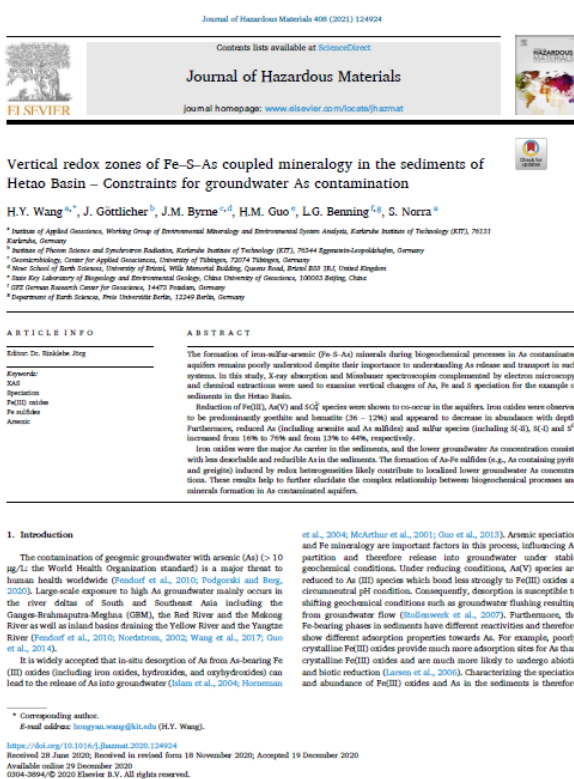 Journal of Hazardous Materials 408 (2021) 124924
Contents lists available at ScienceDirect
Journal of Hazardous Materials
journal homepage: www.elsevier.com/locate/jhazmat
ELSEVIER
HAZARDOUS
MATERIALS
Check for
updates
Vertical redox zones of Fe–S–As coupled mineralogy in the sediments of
Hetao Basin – Constraints for groundwater As contamination
H.Y. Wang a,*, J. Göttlicher b, J.M. Byrne c,d, H.M. Guo e, L.G. Benning f,g, S. Norra a
a Institute of Applied Geoscience, Working Group of Environmental Mineralogy and Environmental System Analysis, Karlsruhe Institute of Technology (KIT), 76131
Karlsruhe, Germany
b Institute of Photon Science and Synchrotron Radiation, Karlsruhe Institute of Technology (KIT), 76344 Eggenstein-Leopoldshafen, Germany
c Geomicrobiology, Center for Applied Geosciences, University of Tübingen, 72074 Tübingen, Germany
d Now: School of Earth Sciences, University of Bristol, Wills Memorial Building, Queens Road, Bristol BS8 1RJ, United Kingdom
e State Key Laboratory of Biogeology and Environmental Geology, China University of Geoscience, 100083 Beijing, China
f GFZ German Research Center for Geoscience, 14473 Potsdam, Germany
g Department of Earth Sciences, Freie Universität Berlin, 12249 Berlin, Germany
ARTICLE INFO
Editor: Dr. Rinklebe Jörg
Keywords:
XAS
Speciation
Fe(III) oxides
Fe sulfides
Arsenic
ABSTRACT
The formation of iron-sulfur-arsenic (Fe-S-As) minerals during biogeochemical processes in As contaminated
aquifers remains poorly understood despite their importance to understanding As release and transport in such
systems. In this study, X-ray absorption and Mössbauer spectroscopies complemented by electron microscopy
and chemical extractions were used to examine vertical changes of As, Fe and S speciation for the example of
sediments in the Hetao Basin.
Reduction of Fe(III), As(V) and SO₄²⁻ species were shown to co-occur in the aquifers. Iron oxides were observed
to be predominantly goethite and hematite (36 – 12%) and appeared to decrease in abundance with depth.
Furthermore, reduced As (including arsenite and As sulfides) and sulfur species (including S(-II), S(-I) and S⁰)
increased from 16% to 76% and from 13% to 44%, respectively.
Iron oxides were the major As carrier in the sediments, and the lower groundwater As concentration consists
with less desorbable and reducible As in the sediments. The formation of As-Fe sulfides (e.g., As containing pyrite
and greigite) induced by redox heterogeneities likely contribute to localized lower groundwater As concentra-
tions. These results help to further elucidate the complex relationship between biogeochemical processes and
minerals formation in As contaminated aquifers.
1. Introduction
The contamination of geogenic groundwater with arsenic (As) (> 10
µg/L: the World Health Organization standard) is a major threat to
human health worldwide (Fendorf et al., 2010; Podgorski and Berg,
2020). Large-scale exposure to high As groundwater mainly occurs in
the river deltas of South and Southeast Asia including the
Ganges-Brahmaputra-Meghna (GBM), the Red River and the Mekong
River as well as inland basins draining the Yellow River and the Yangtze
River (Fendorf et al., 2010; Nordstrom, 2002; Wang et al., 2017; Guo
et al., 2014).
It is widely accepted that in-situ desorption of As from As-bearing Fe
(III) oxides (including iron oxides, hydroxides, and oxyhydroxides) can
lead to the release of As into groundwater (Islam et al., 2004; Horneman
et al., 2004; McArthur et al., 2001; Guo et al., 2013). Arsenic speciation
and Fe mineralogy are important factors in this process, influencing As
partition and therefore release into groundwater under stable
geochemical conditions. Under reducing conditions, As(V) species are
reduced to As (III) species which bond less strongly to Fe(III) oxides at
circumneutral pH condition. Consequently, desorption is susceptible to
shifting geochemical conditions such as groundwater flushing resulting
from groundwater flow (Stollenwerk et al., 2007). Furthermore, the
Fe-bearing phases in sediments have different reactivities and therefore
show different adsorption properties towards As. For example, poorly
crystalline Fe(III) oxides provide much more adsorption sites for As than
crystalline Fe(III) oxides and are much more likely to undergo abiotic
and biotic reduction (Larsen et al., 2006). Characterizing the speciation
and abundance of Fe(III) oxides and As in the sediments is therefore
* Corresponding author.
E-mail address: hongyan.wang@kit.edu (H.Y. Wang).
https://doi.org/10.1016/j.jhazmat.2020.124924
Received 28 June 2020; Received in revised form 18 November 2020; Accepted 19 December 2020
Available online 29 December 2020
0304-3894/© 2020 Elsevier B.V. All rights reserved.